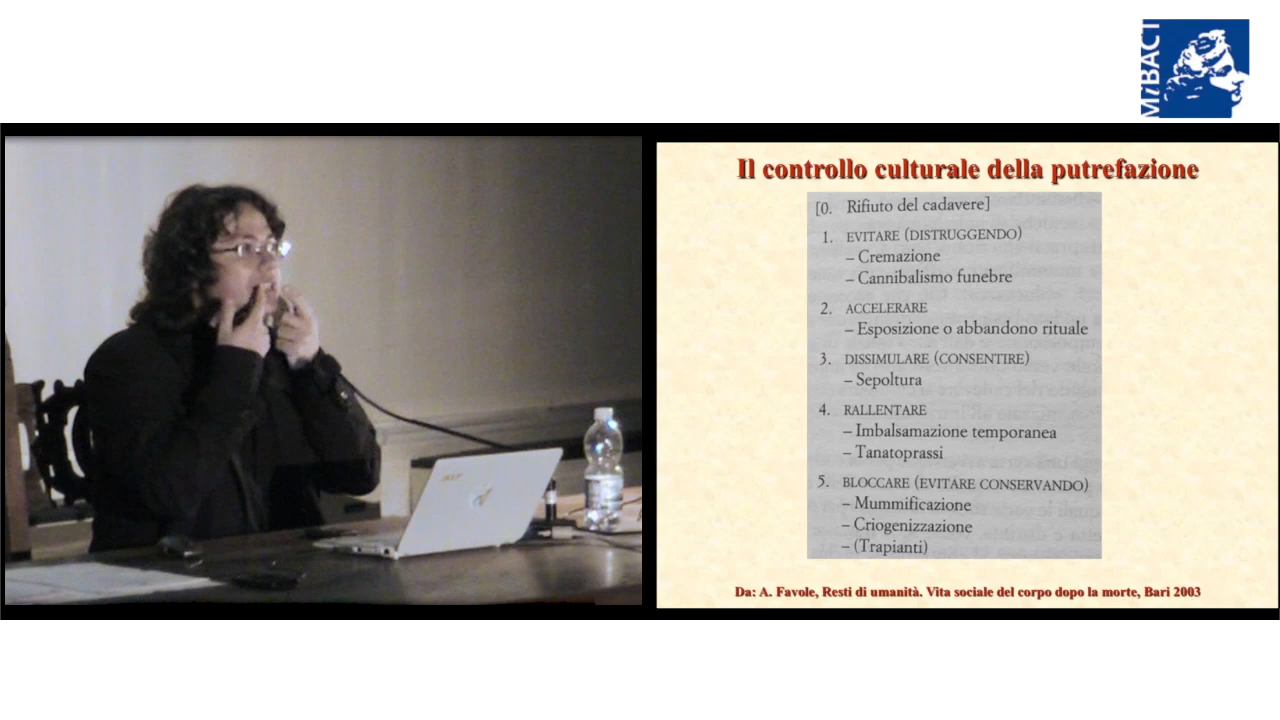 MiBACT
Il controllo culturale della putrefazione
[0. Rifiuto del cadavere]
1. EVITARE (DISTRUGGENDO)
– Cremazione
– Cannibalismo funebre
2. ACCELERARE
– Esposizione o abbandono rituale
3. DISSIMULARE (CONSENTIRE)
– Sepoltura
4. RALLENTARE
– Imbalsamazione temporanea
– Tanatoprassi
5. BLOCCARE (EVITARE CONSERVANDO)
– Mummificazione
– Criogenizzazione
– (Trapianti)
Da: A. Favole, Resti di umanità. Vita sociale del corpo dopo la morte, Bari 2003
acer